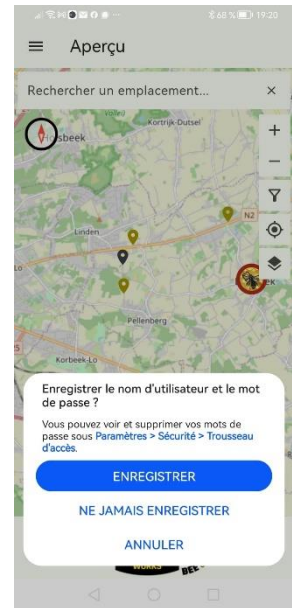 68 % 19:20
Aperçu
Rechercher un emplacement...
Kortrijk-Dutsel
Linden
N2
Pellenberg
Korbeek-Lo
Enregistrer le nom d'utilisateur et le mot
de passe ?
Vous pouvez voir et supprimer vos mots de
passe sous Paramètres > Sécurité > Trousseau
d'accès.
ENREGISTRER
NE JAMAIS ENREGISTRER
ANNULER
WORKS